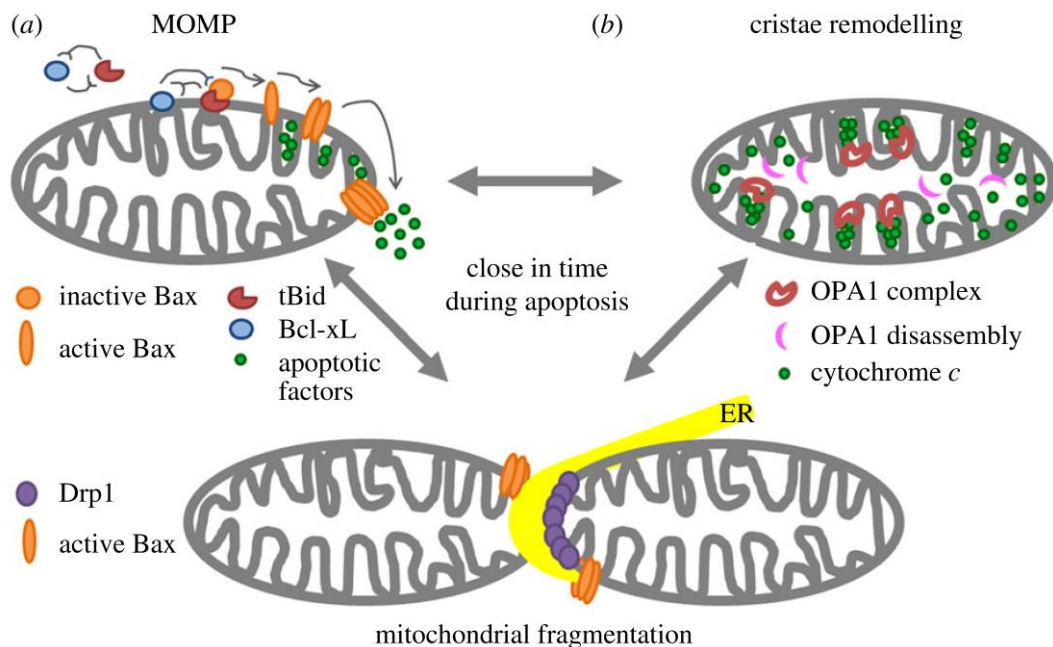 (a) MOMP
(b) cristae remodelling
close in time
during apoptosis
inactive Bax
active Bax
tBid
Bcl-xL
apoptotic
factors
OPA1 complex
OPA1 disassembly
cytochrome c
ER
Drp1
active Bax
mitochondrial fragmentation